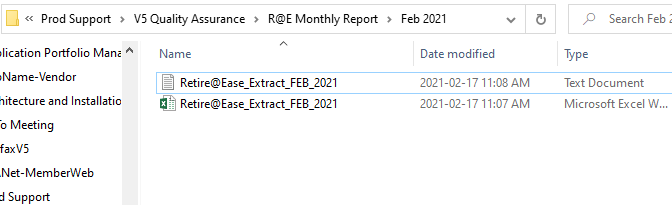 « Prod Support > V5 Quality Assurance > R@E Monthly Report > Feb 2021
Search Feb 2
Name Date modified Type
Retire@Ease_Extract_FEB_2021 2021-02-17 11:08 AM Text Document
Retire@Ease_Extract_FEB_2021 2021-02-17 11:07 AM Microsoft Excel W...
plication Portfolio Mana
oName-Vendor
chitecture and Installation
o Meeting
faxV5
Net-MemberWeb
d Support